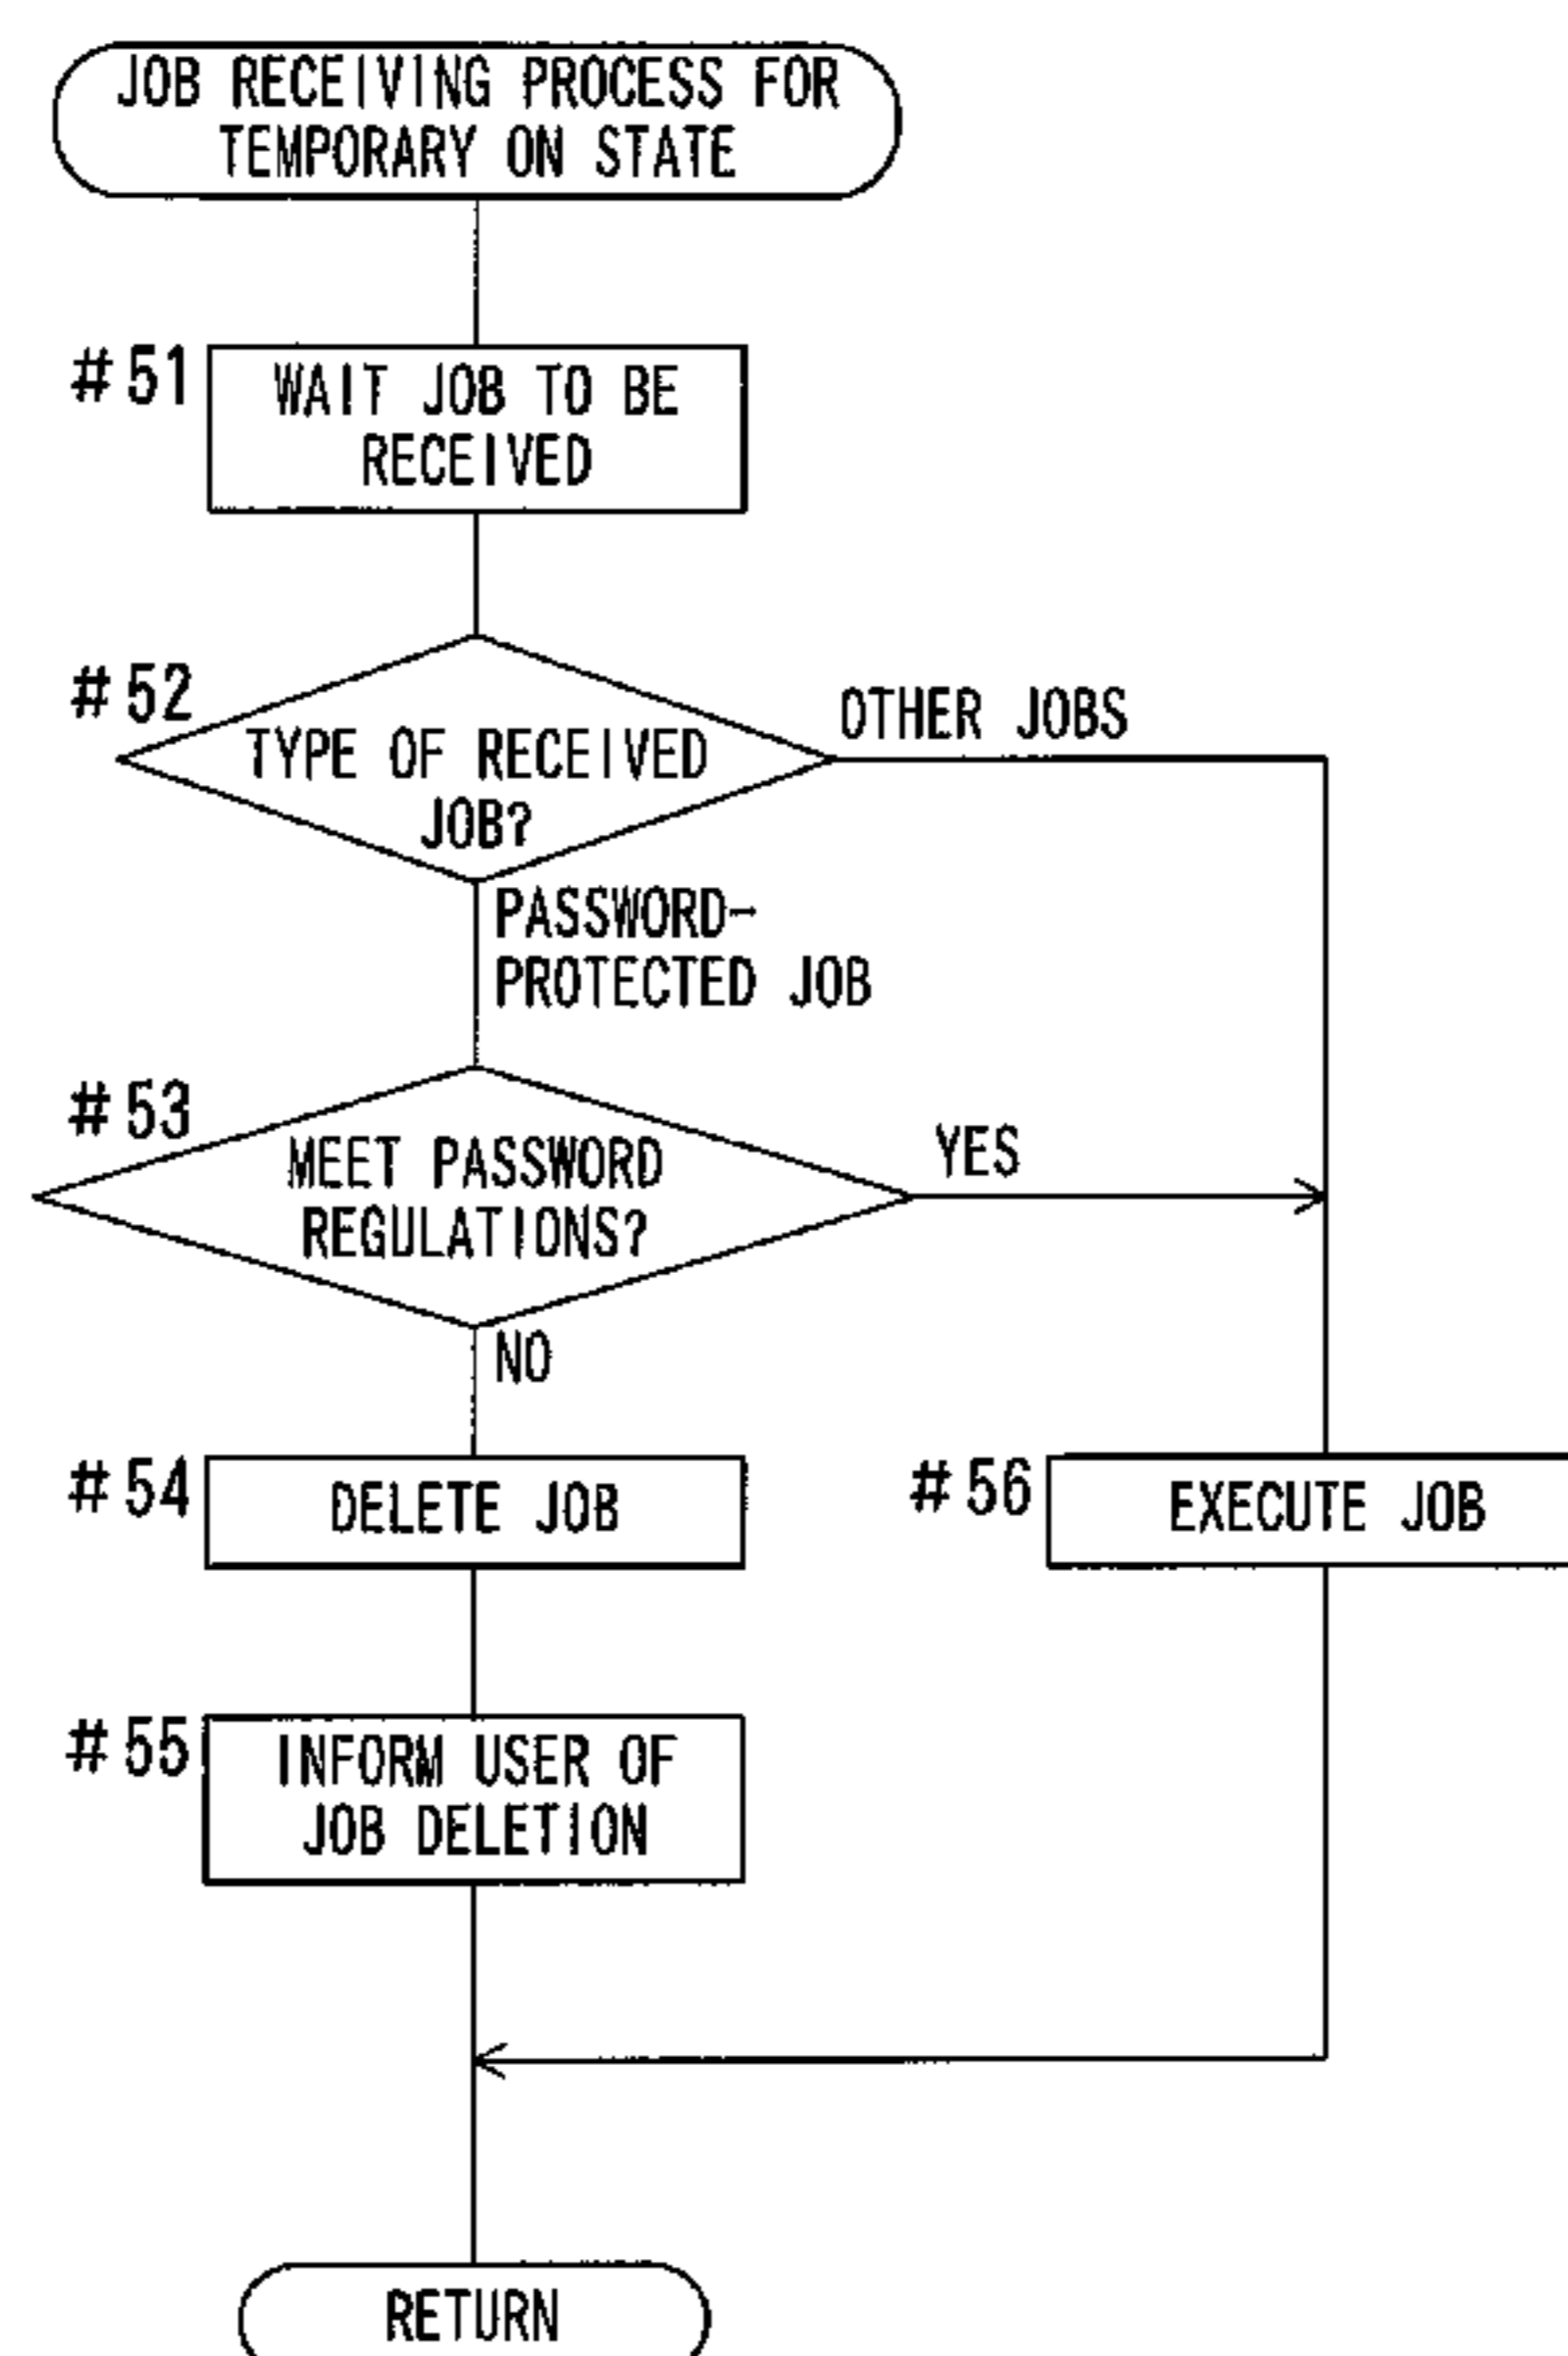 JOB RECEIVING PROCESS FOR
TEMPORARY ON STATE
#51
WAIT JOB TO BE
RECEIVED
#52
TYPE OF RECEIVED
JOB?
OTHER JOBS
PASSWORD-
PROTECTED JOB
#53
MEET PASSWORD
REGULATIONS?
YES
NO
#54
DELETE JOB
#56
EXECUTE JOB
#55
INFORM USER OF
JOB DELETION
RETURN